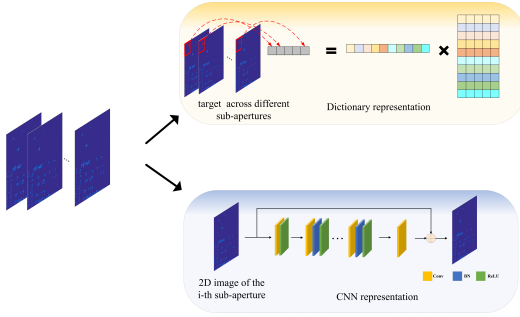 target across different
sub-apertures
Dictionary representation
2D image of the
i-th sub-aperture
CNN representation
Conv
BN
ReLU